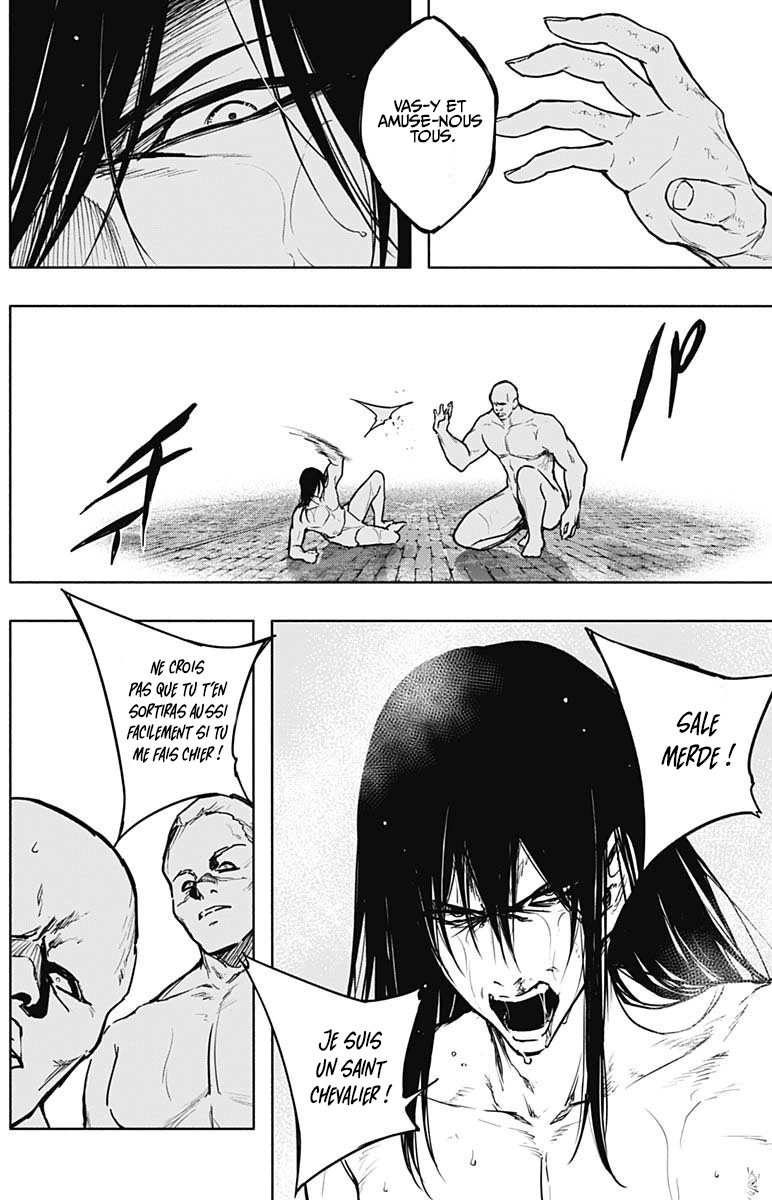 VAS-Y ET
AMUSE-NOUS
TOUS.
SALE
MERDE !
JE SUIS
UN SAINT
CHEVALIER !
NE CROIS
PAS QUE TU T'EN
SORTIRAS AUSSI
FACILEMENT SI TU
ME FAIS CHIER !